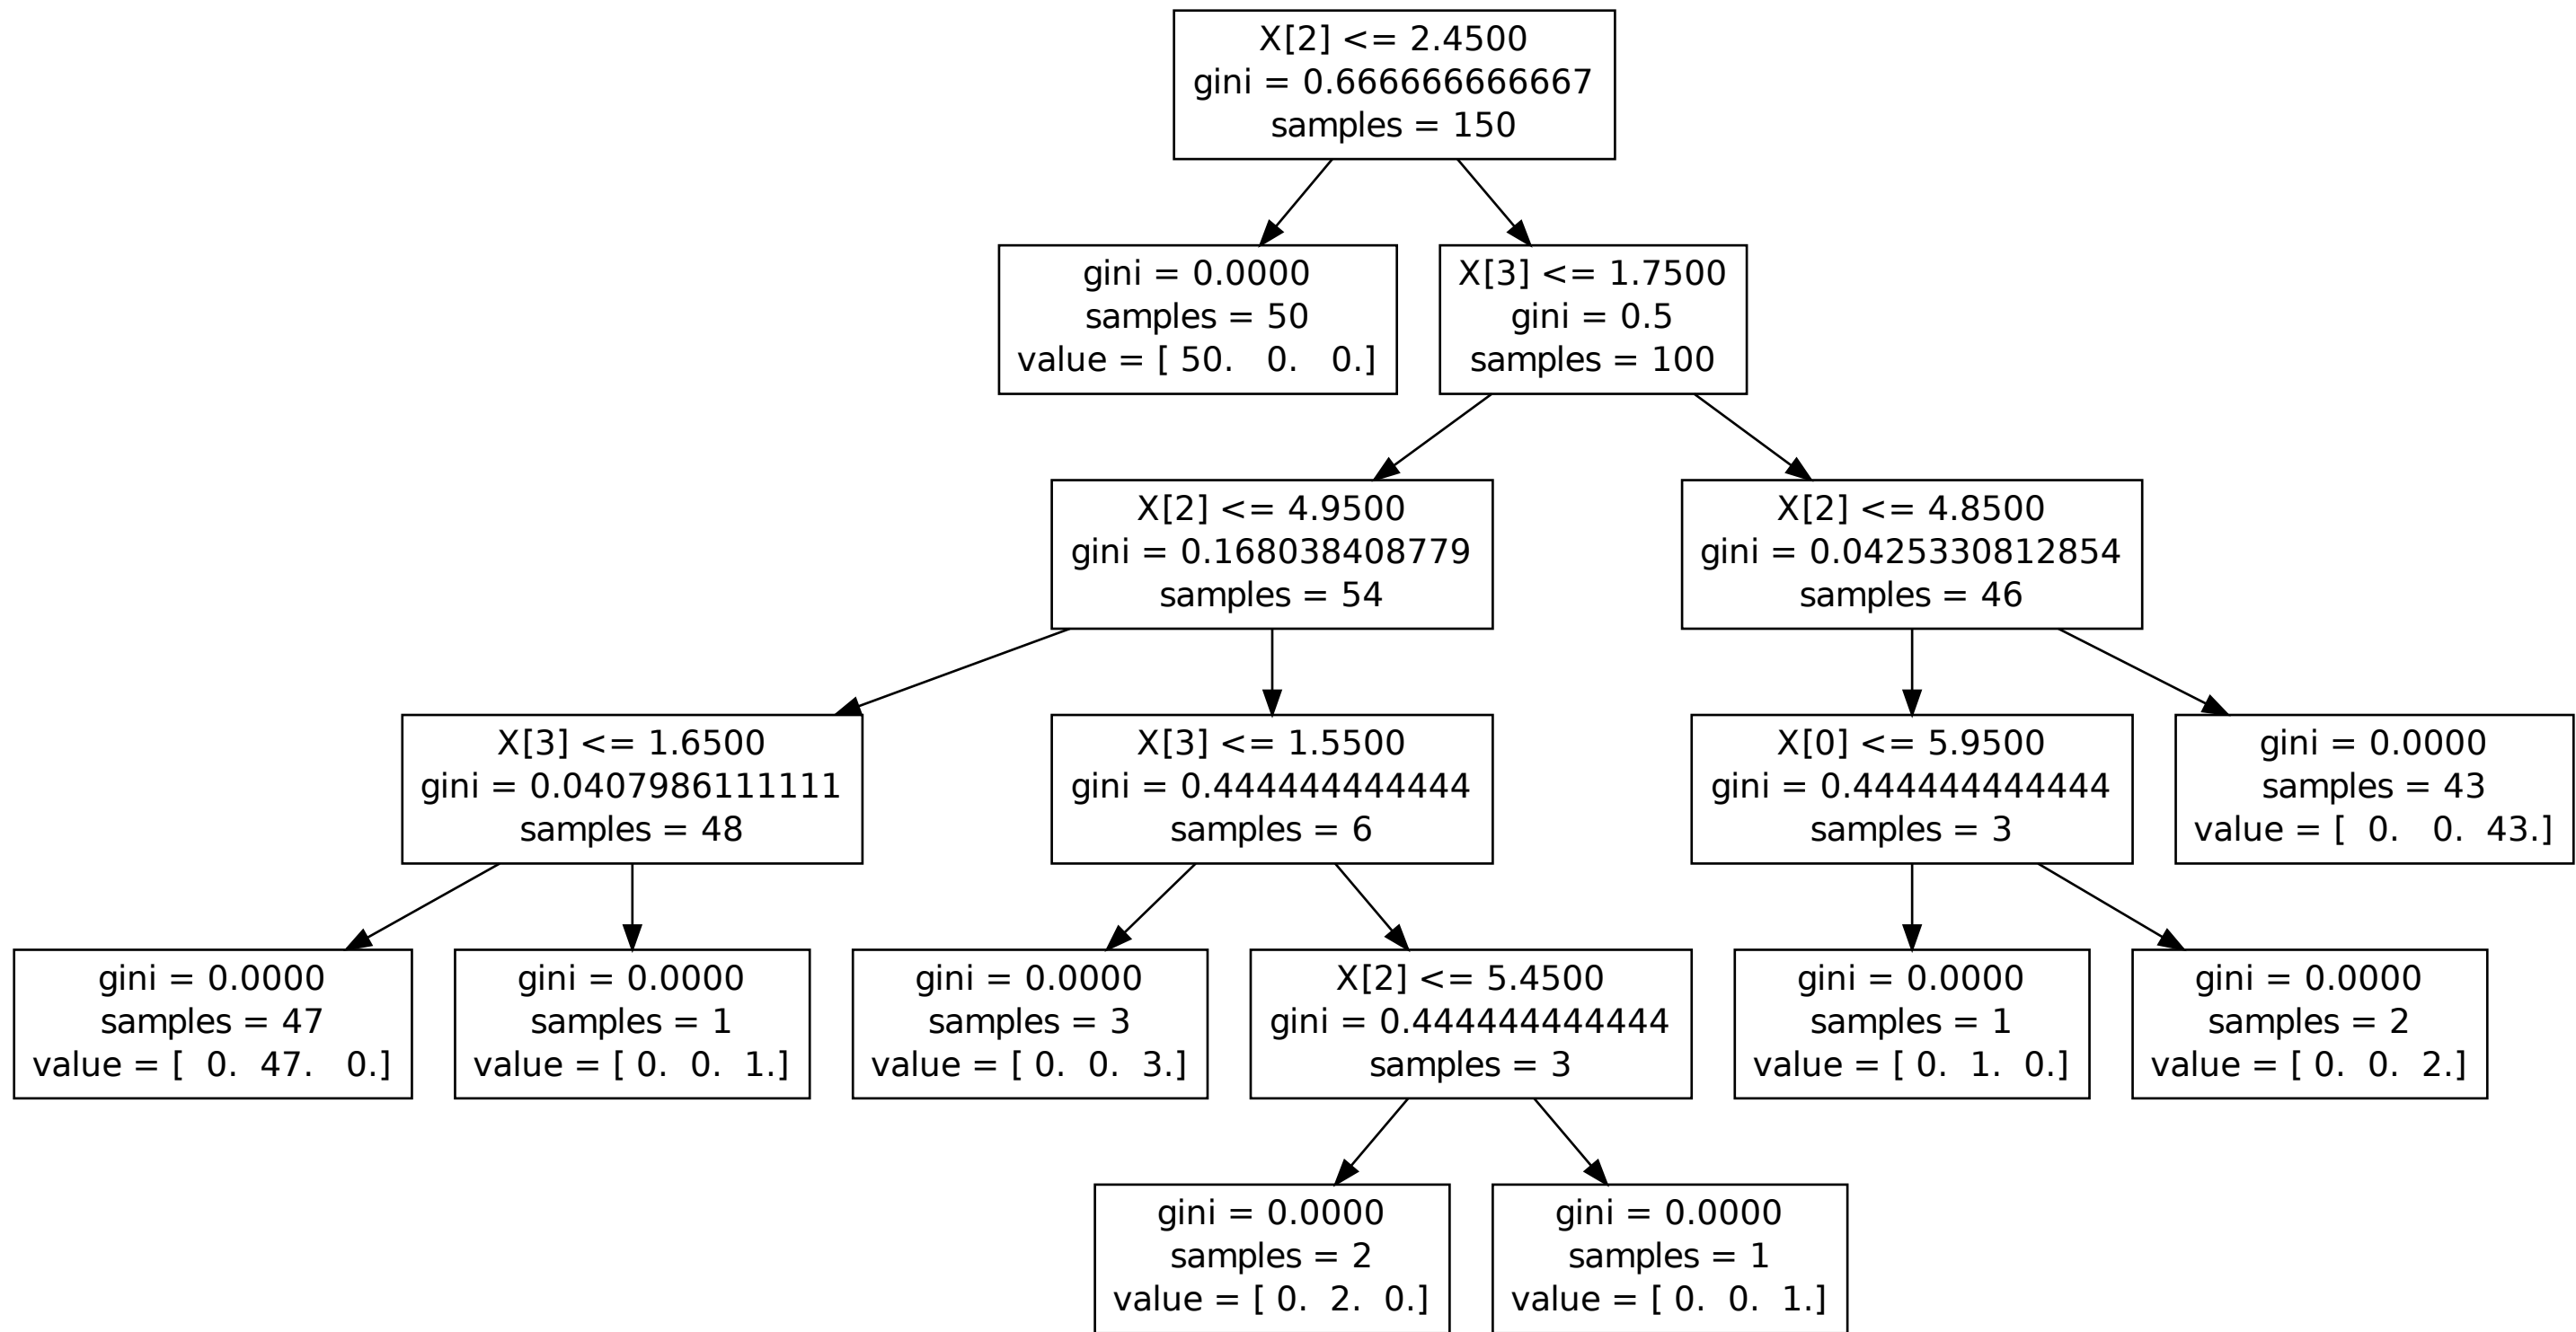 X[2] <= 2.4500
gini = 0.666666666667
samples = 150
gini = 0.0000
samples = 50
value = [ 50.   0.   0.]
X[3] <= 1.7500
gini = 0.5
samples = 100
X[2] <= 4.9500
gini = 0.168038408779
samples = 54
X[2] <= 4.8500
gini = 0.0425330812854
samples = 46
X[3] <= 1.6500
gini = 0.0407986111111
samples = 48
X[3] <= 1.5500
gini = 0.444444444444
samples = 6
X[0] <= 5.9500
gini = 0.444444444444
samples = 3
gini = 0.0000
samples = 43
value = [  0.   0.  43.]
gini = 0.0000
samples = 47
value = [  0.  47.   0.]
gini = 0.0000
samples = 1
value = [ 0.  0.  1.]
gini = 0.0000
samples = 3
value = [ 0.  0.  3.]
X[2] <= 5.4500
gini = 0.444444444444
samples = 3
gini = 0.0000
samples = 1
value = [ 0.  1.  0.]
gini = 0.0000
samples = 2
value = [ 0.  0.  2.]
gini = 0.0000
samples = 2
value = [ 0.  2.  0.]
gini = 0.0000
samples = 1
value = [ 0.  0.  1.]